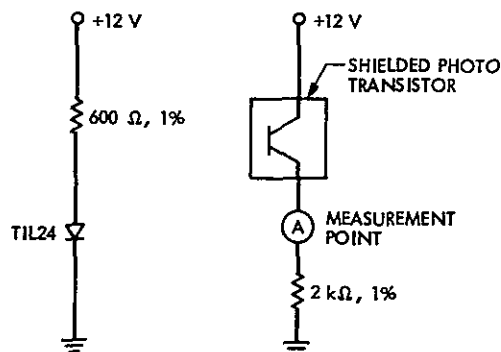 +12 V
600 Ω, 1%
TIL24
+12 V
SHIELDED PHOTO
TRANSISTOR
A
MEASUREMENT
POINT
2 kΩ, 1%